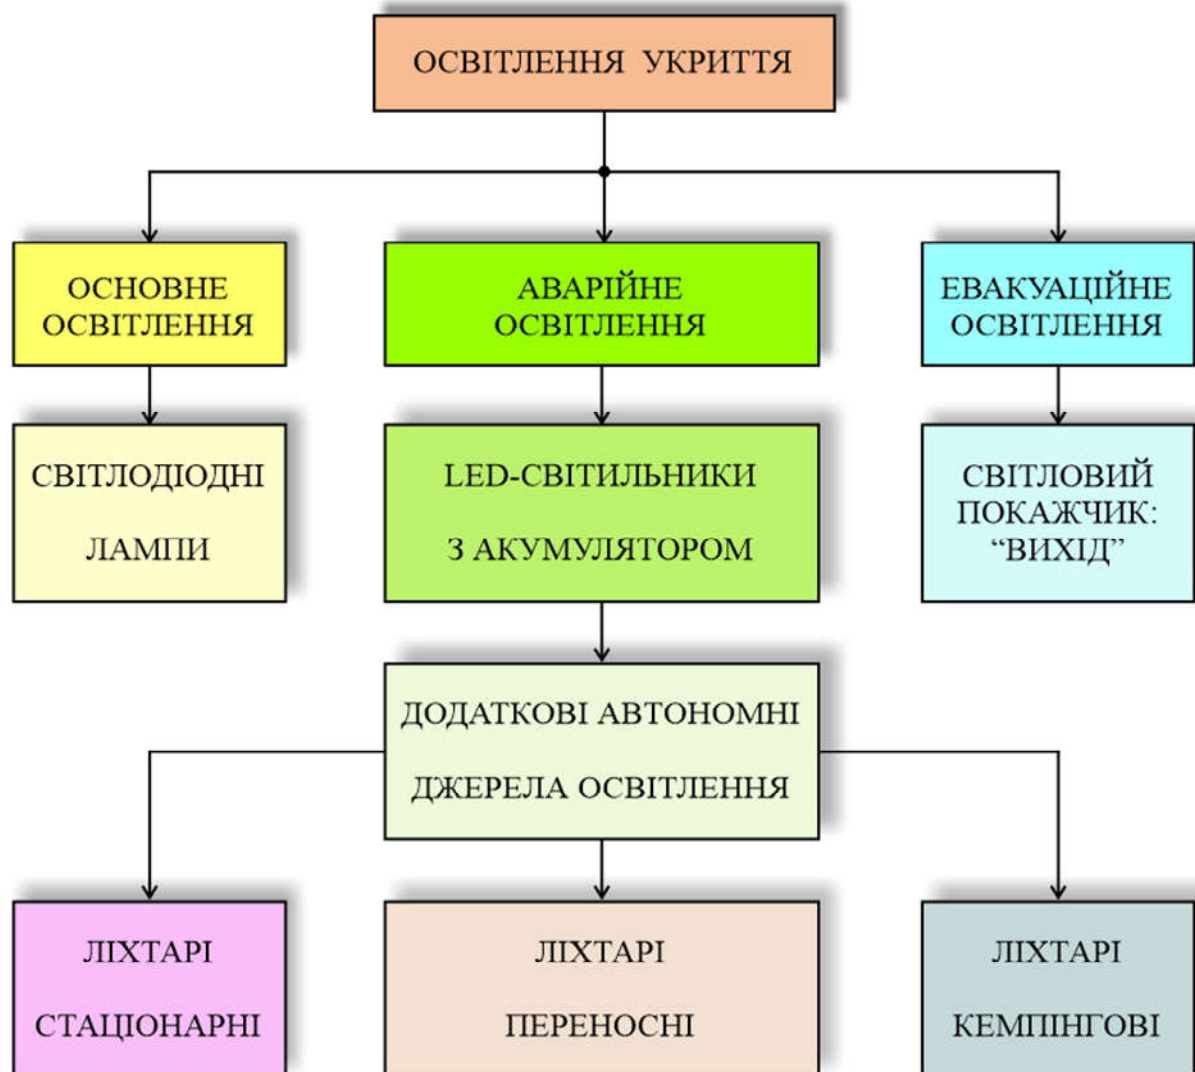 ОСВІТЛЕННЯ УКРИТТЯ
ОСНОВНЕ
ОСВІТЛЕННЯ
АВАРІЙНЕ
ОСВІТЛЕННЯ
ЕВАКУАЦІЙНЕ
ОСВІТЛЕННЯ
СВІТЛОДІОДНІ
ЛАМПИ
LED-СВІТИЛЬНИКИ
З АКУМУЛЯТОРОМ
СВІТЛОВИЙ
ПОКАЖЧИК:
“ВИХІД”
ДОДАТКОВІ АВТОНОМНІ
ДЖЕРЕЛА ОСВІТЛЕННЯ
ЛІХТАРІ
СТАЦІОНАРНІ
ЛІХТАРІ
ПЕРЕНОСНІ
ЛІХТАРІ
КЕМПІНГОВІ